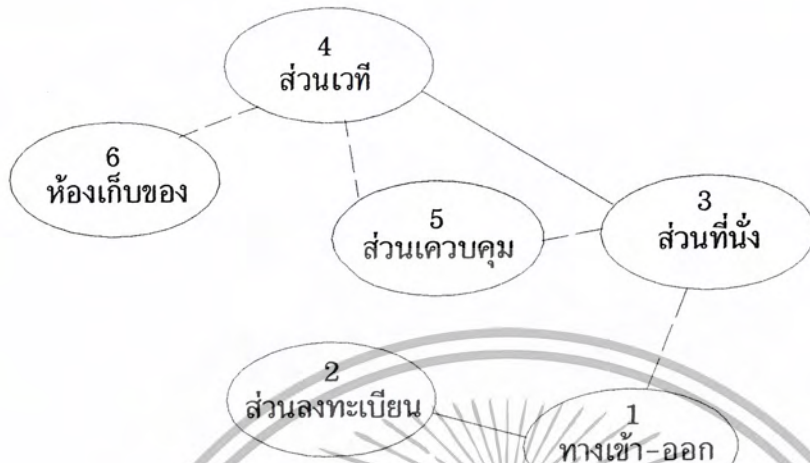 4
ส่วนเวที
6
ห้องเก็บของ
5
ส่วนเควบคุม
3
ส่วนที่นั่ง
2
ส่วนลงทะเบียน
1
ทางเข้า-ออก